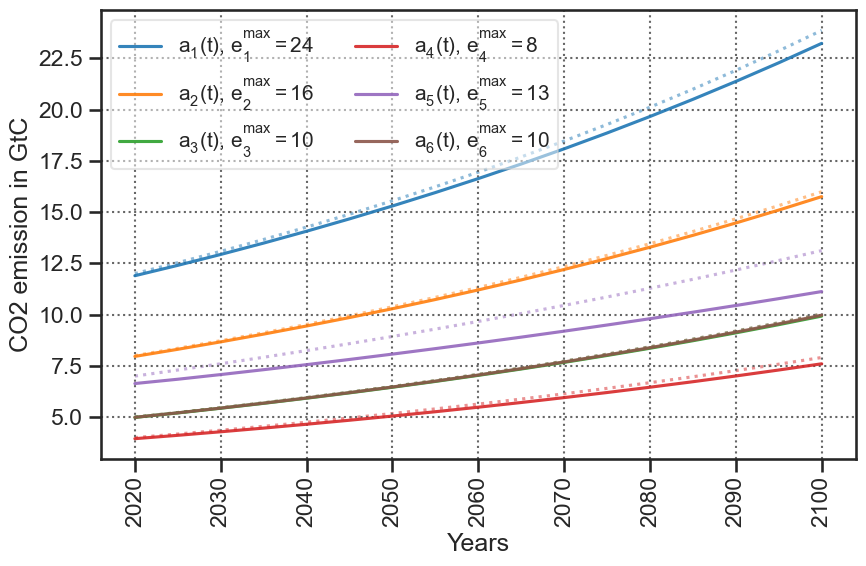 a₁(t), e₁ᵐᵃˣ = 24
a₂(t), e₂ᵐᵃˣ = 16
a₃(t), e₃ᵐᵃˣ = 10
a₄(t), e₄ᵐᵃˣ = 8
a₅(t), e₅ᵐᵃˣ = 13
a₆(t), e₆ᵐᵃˣ = 10
CO2 emission in GtC
22.5
20.0
17.5
15.0
12.5
10.0
7.5
5.0
2020
2030
2040
2050
2060
2070
2080
2090
2100
Years